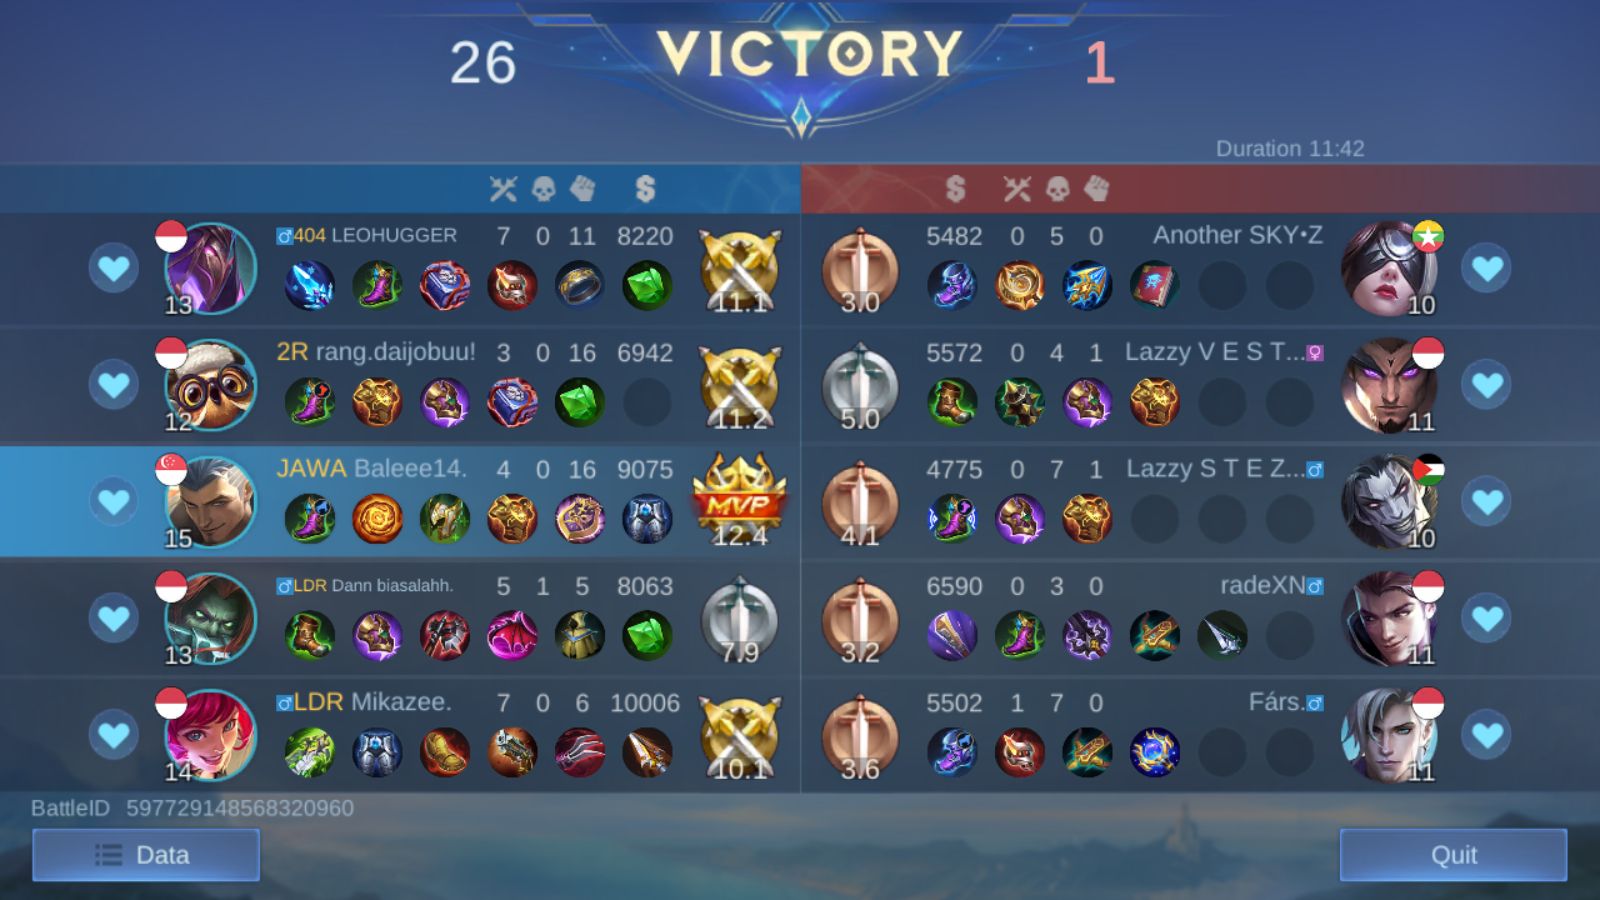 26 VICTORY 1
Duration 11:42
404 LEOHUGGER 7 0 11 8220
13 11.1
5482 0 5 0 Another SKY•Z
3.0 10
2R rang.daijobuu! 3 0 16 6942
12 11.2
5572 0 4 1 Lazzy V E S T...
5.0 11
JAWA Baleee14. 4 0 16 9075
15 MVP 12.4
4775 0 7 1 Lazzy S T E Z...
4.1 10
LDR Dann biasalahh. 5 1 5 8063
13 7.9
6590 0 3 0 radeXN
3.2 11
LDR Mikazee. 7 0 6 10006
14 10.1
5502 1 7 0 Fárs.
3.6 11
BattleID 597729148568320960
Data
Quit